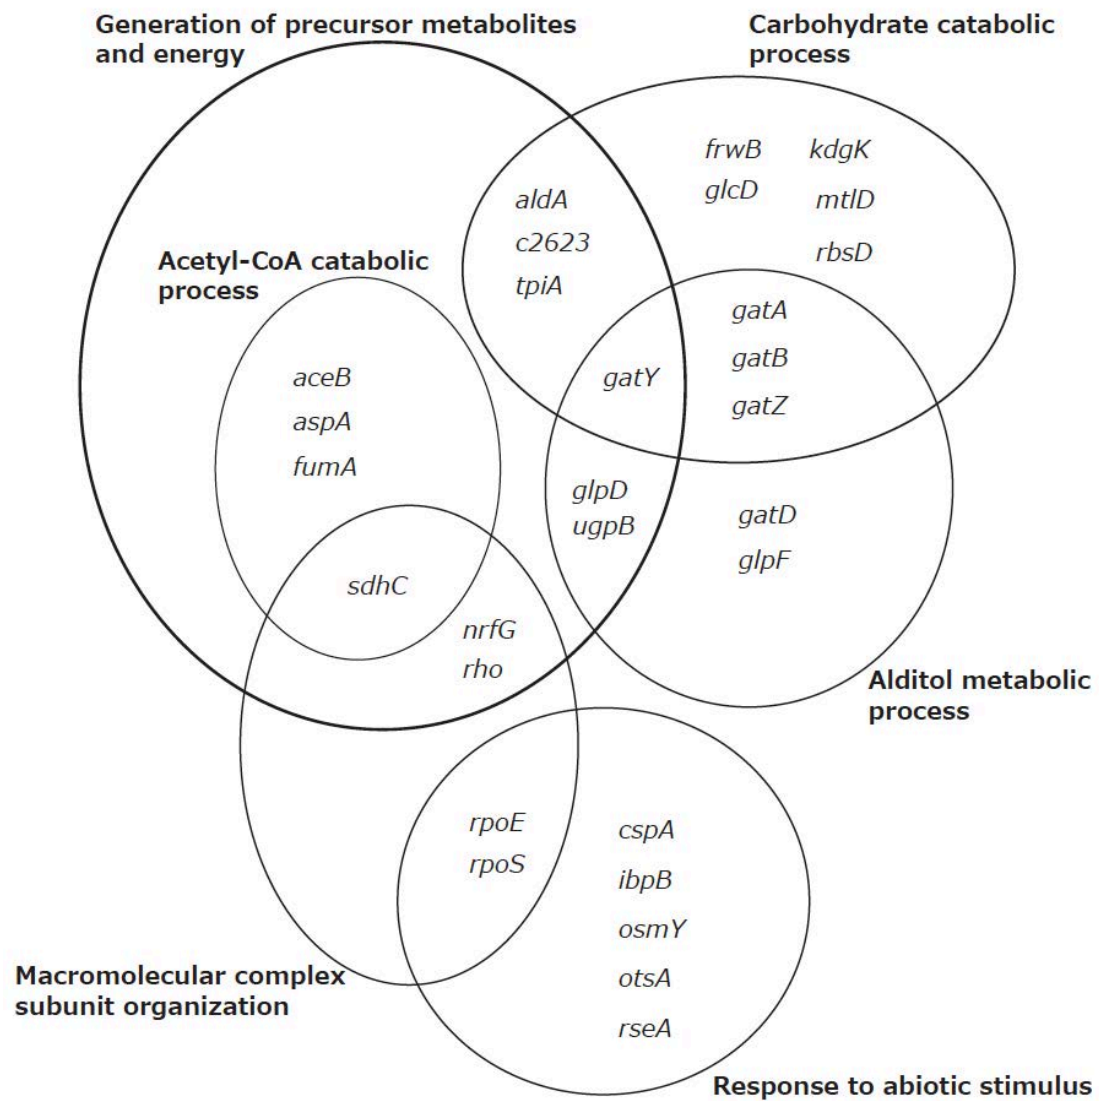 Generation of precursor metabolites
and energy
Carbohydrate catabolic
process
frwB
kdgK
glcD
mtlD
rbsD
aldA
c2623
tpiA
Acetyl-CoA catabolic
process
gatA
gatB
gatZ
gatY
aceB
aspA
fumA
glpD
ugpB
gatD
glpF
sdhC
nrfG
rho
Alditol metabolic
process
rpoE
rpoS
cspA
ibpB
osmY
otsA
rseA
Macromolecular complex
subunit organization
Response to abiotic stimulus